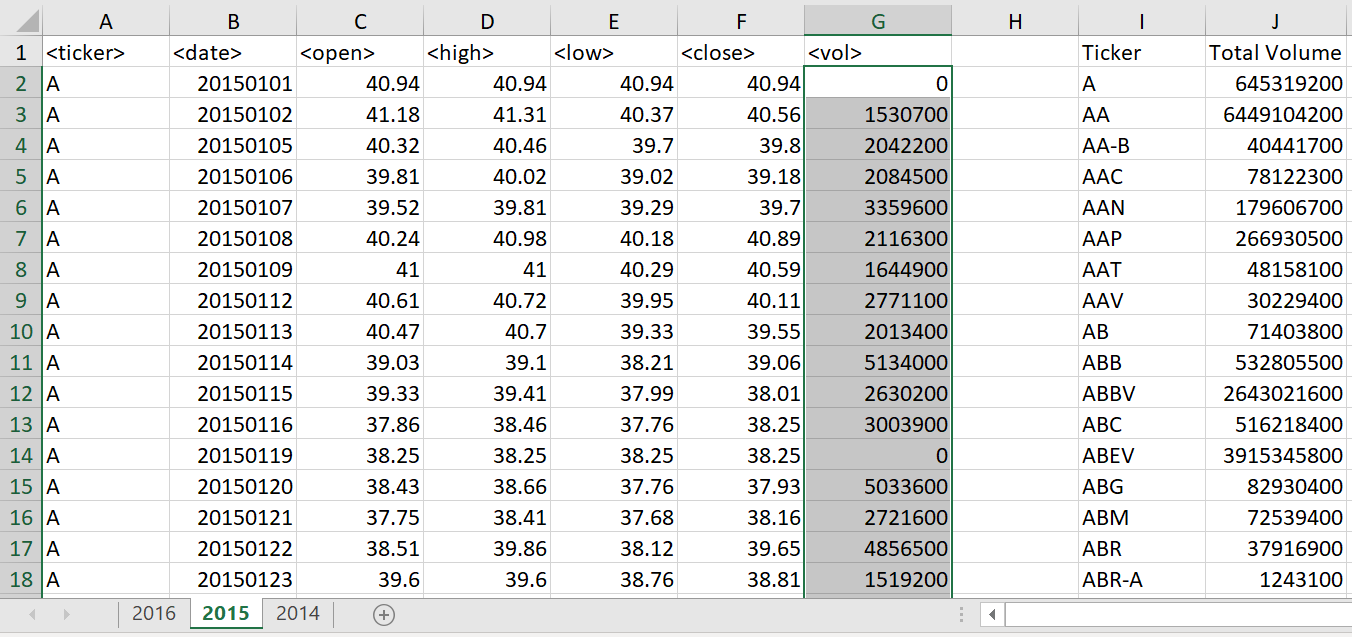 A B C D E F G H I J
1 <ticker> <date> <open> <high> <low> <close> <vol> Ticker Total Volume
2 A 20150101 40.94 40.94 40.94 40.94 0 A 645319200
3 A 20150102 41.18 41.31 40.37 40.56 1530700 AA 6449104200
4 A 20150105 40.32 40.46 39.7 39.8 2042200 AA-B 40441700
5 A 20150106 39.81 40.02 39.02 39.18 2084500 AAC 78122300
6 A 20150107 39.52 39.81 39.29 39.7 3359600 AAN 179606700
7 A 20150108 40.24 40.98 40.18 40.89 2116300 AAP 266930500
8 A 20150109 41 41 40.29 40.59 1644900 AAT 48158100
9 A 20150112 40.61 40.72 39.95 40.11 2771100 AAV 30229400
10 A 20150113 40.47 40.7 39.33 39.55 2013400 AB 71403800
11 A 20150114 39.03 39.1 38.21 39.06 5134000 ABB 532805500
12 A 20150115 39.33 39.41 37.99 38.01 2630200 ABBV 2643021600
13 A 20150116 37.86 38.46 37.76 38.25 3003900 ABC 516218400
14 A 20150119 38.25 38.25 38.25 38.25 0 ABEV 3915345800
15 A 20150120 38.43 38.66 37.76 37.93 5033600 ABG 82930400
16 A 20150121 37.75 38.41 37.68 38.16 2721600 ABM 72539400
17 A 20150122 38.51 39.86 38.12 39.65 4856500 ABR 37916900
18 A 20150123 39.6 39.6 38.76 38.81 1519200 ABR-A 1243100
2016 2015 2014